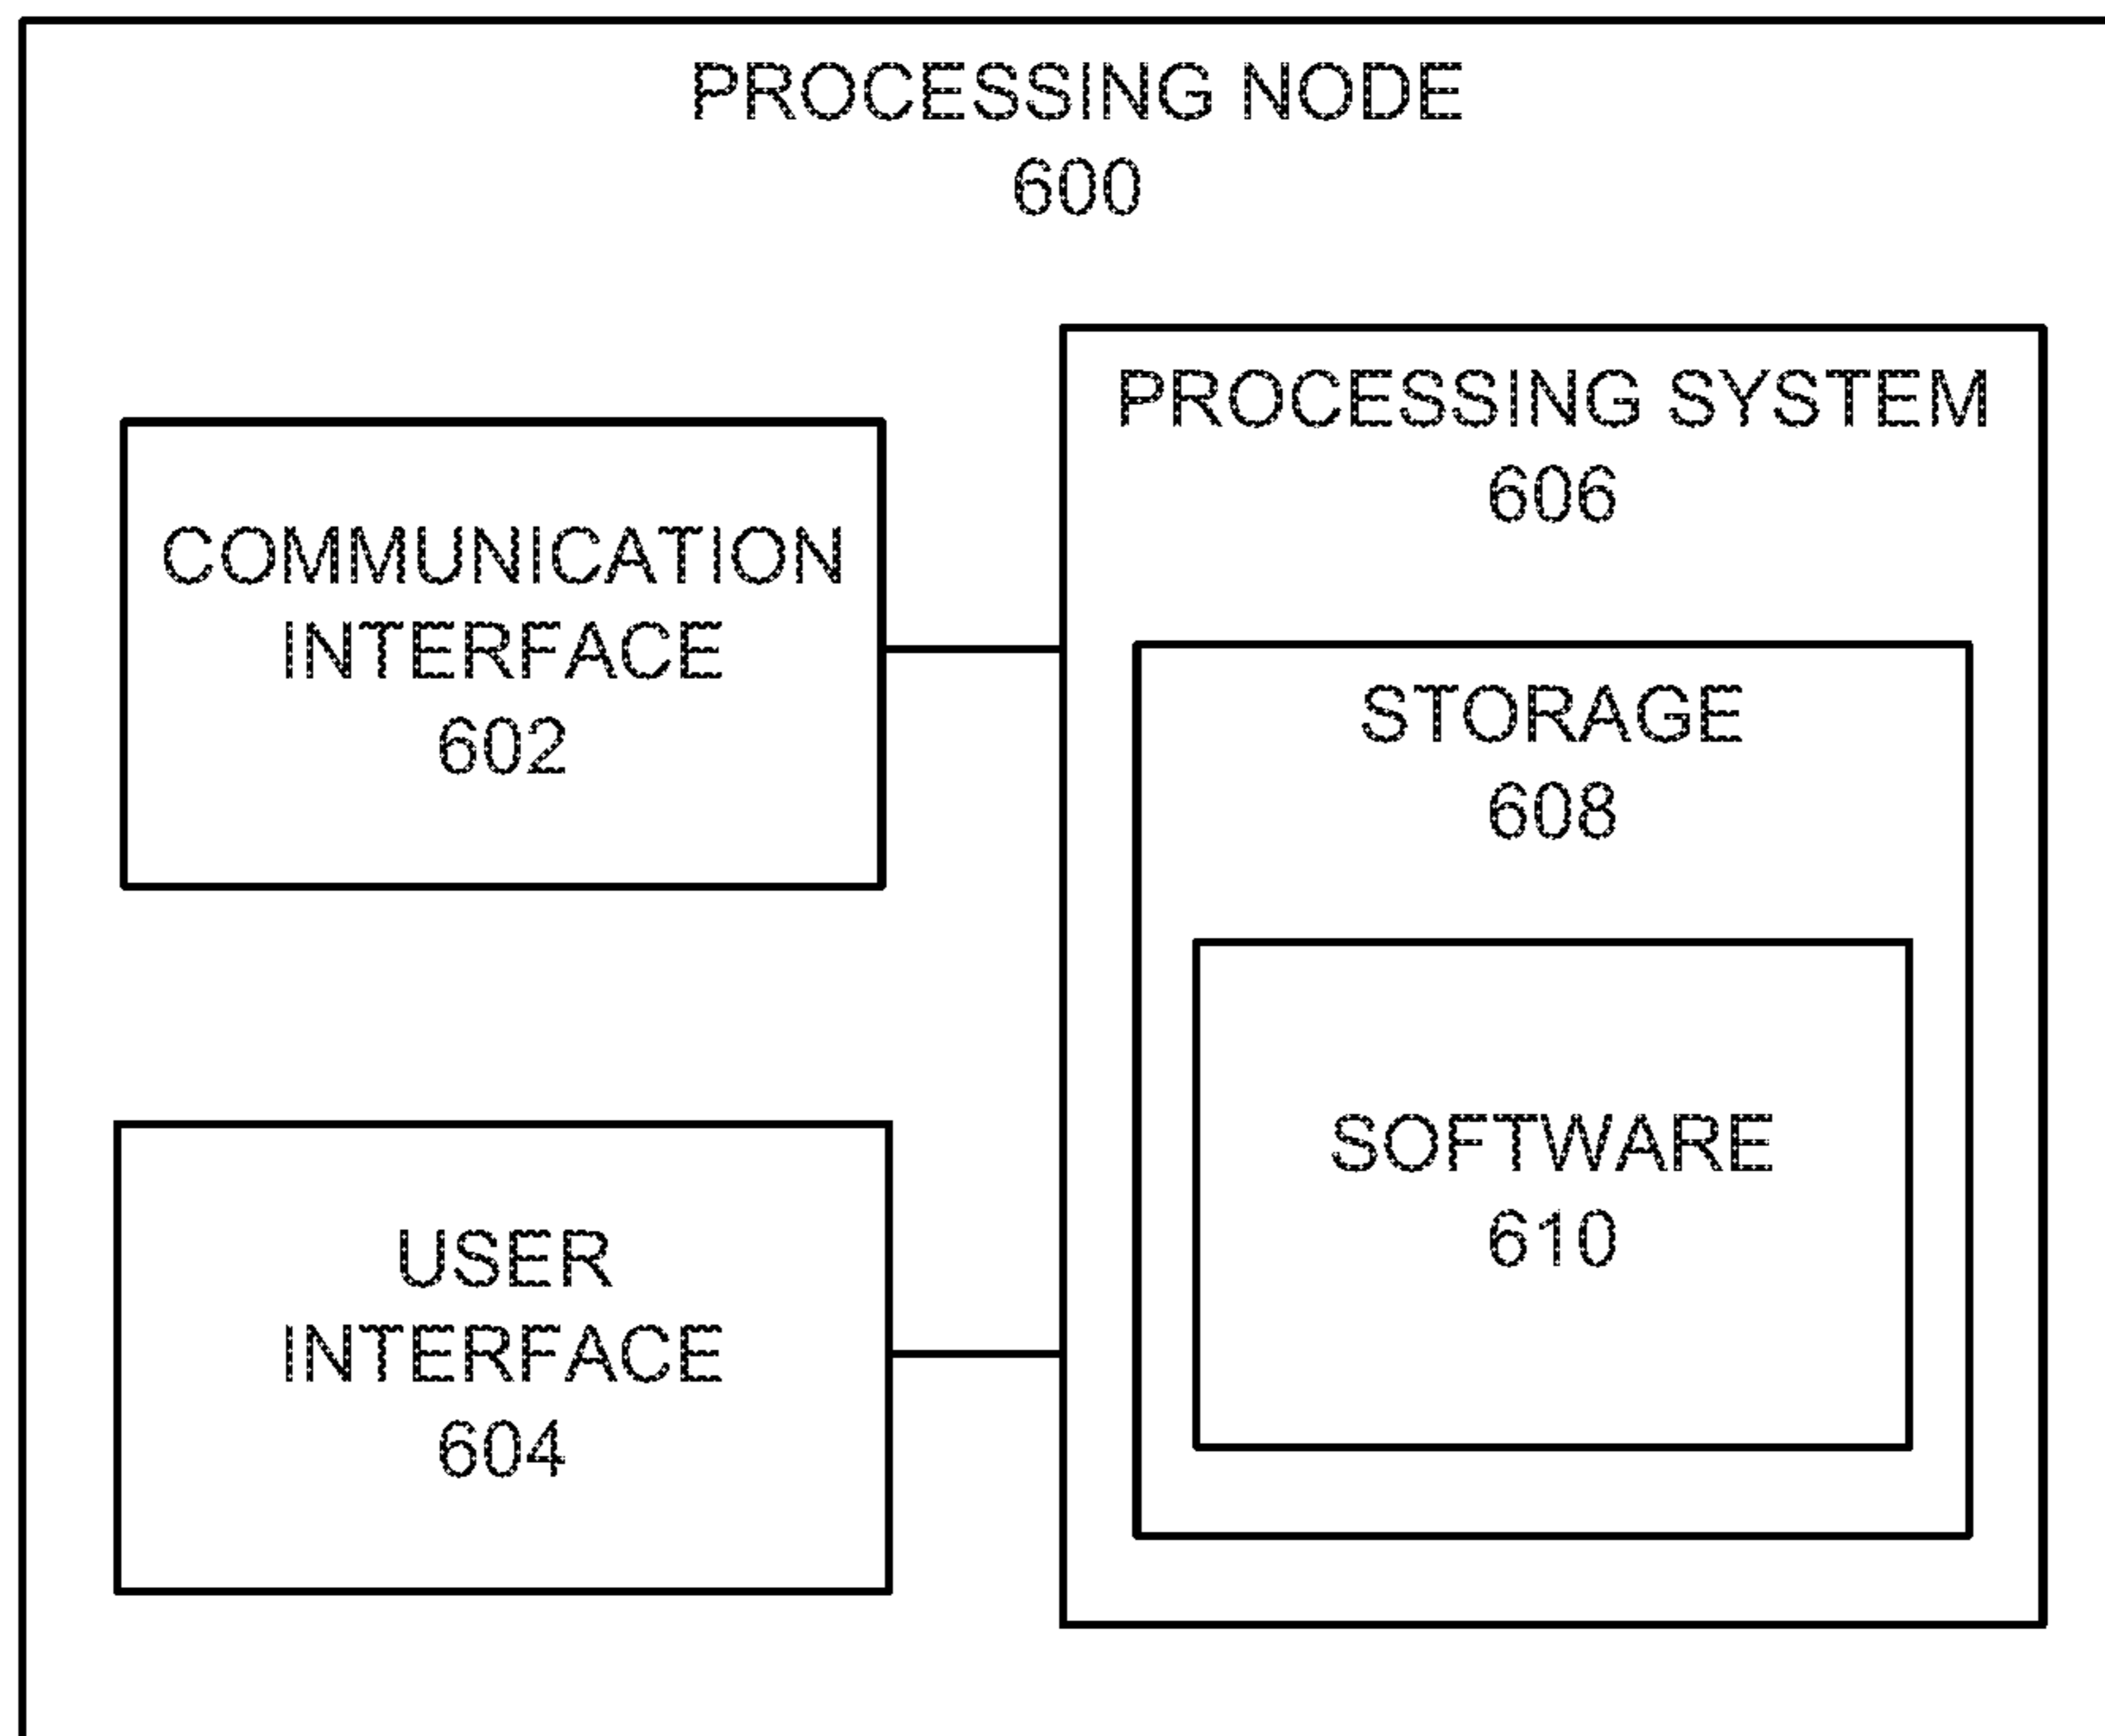 PROCESSING NODE
600
PROCESSING SYSTEM
606
COMMUNICATION
INTERFACE
602
STORAGE
608
SOFTWARE
610
USER
INTERFACE
604